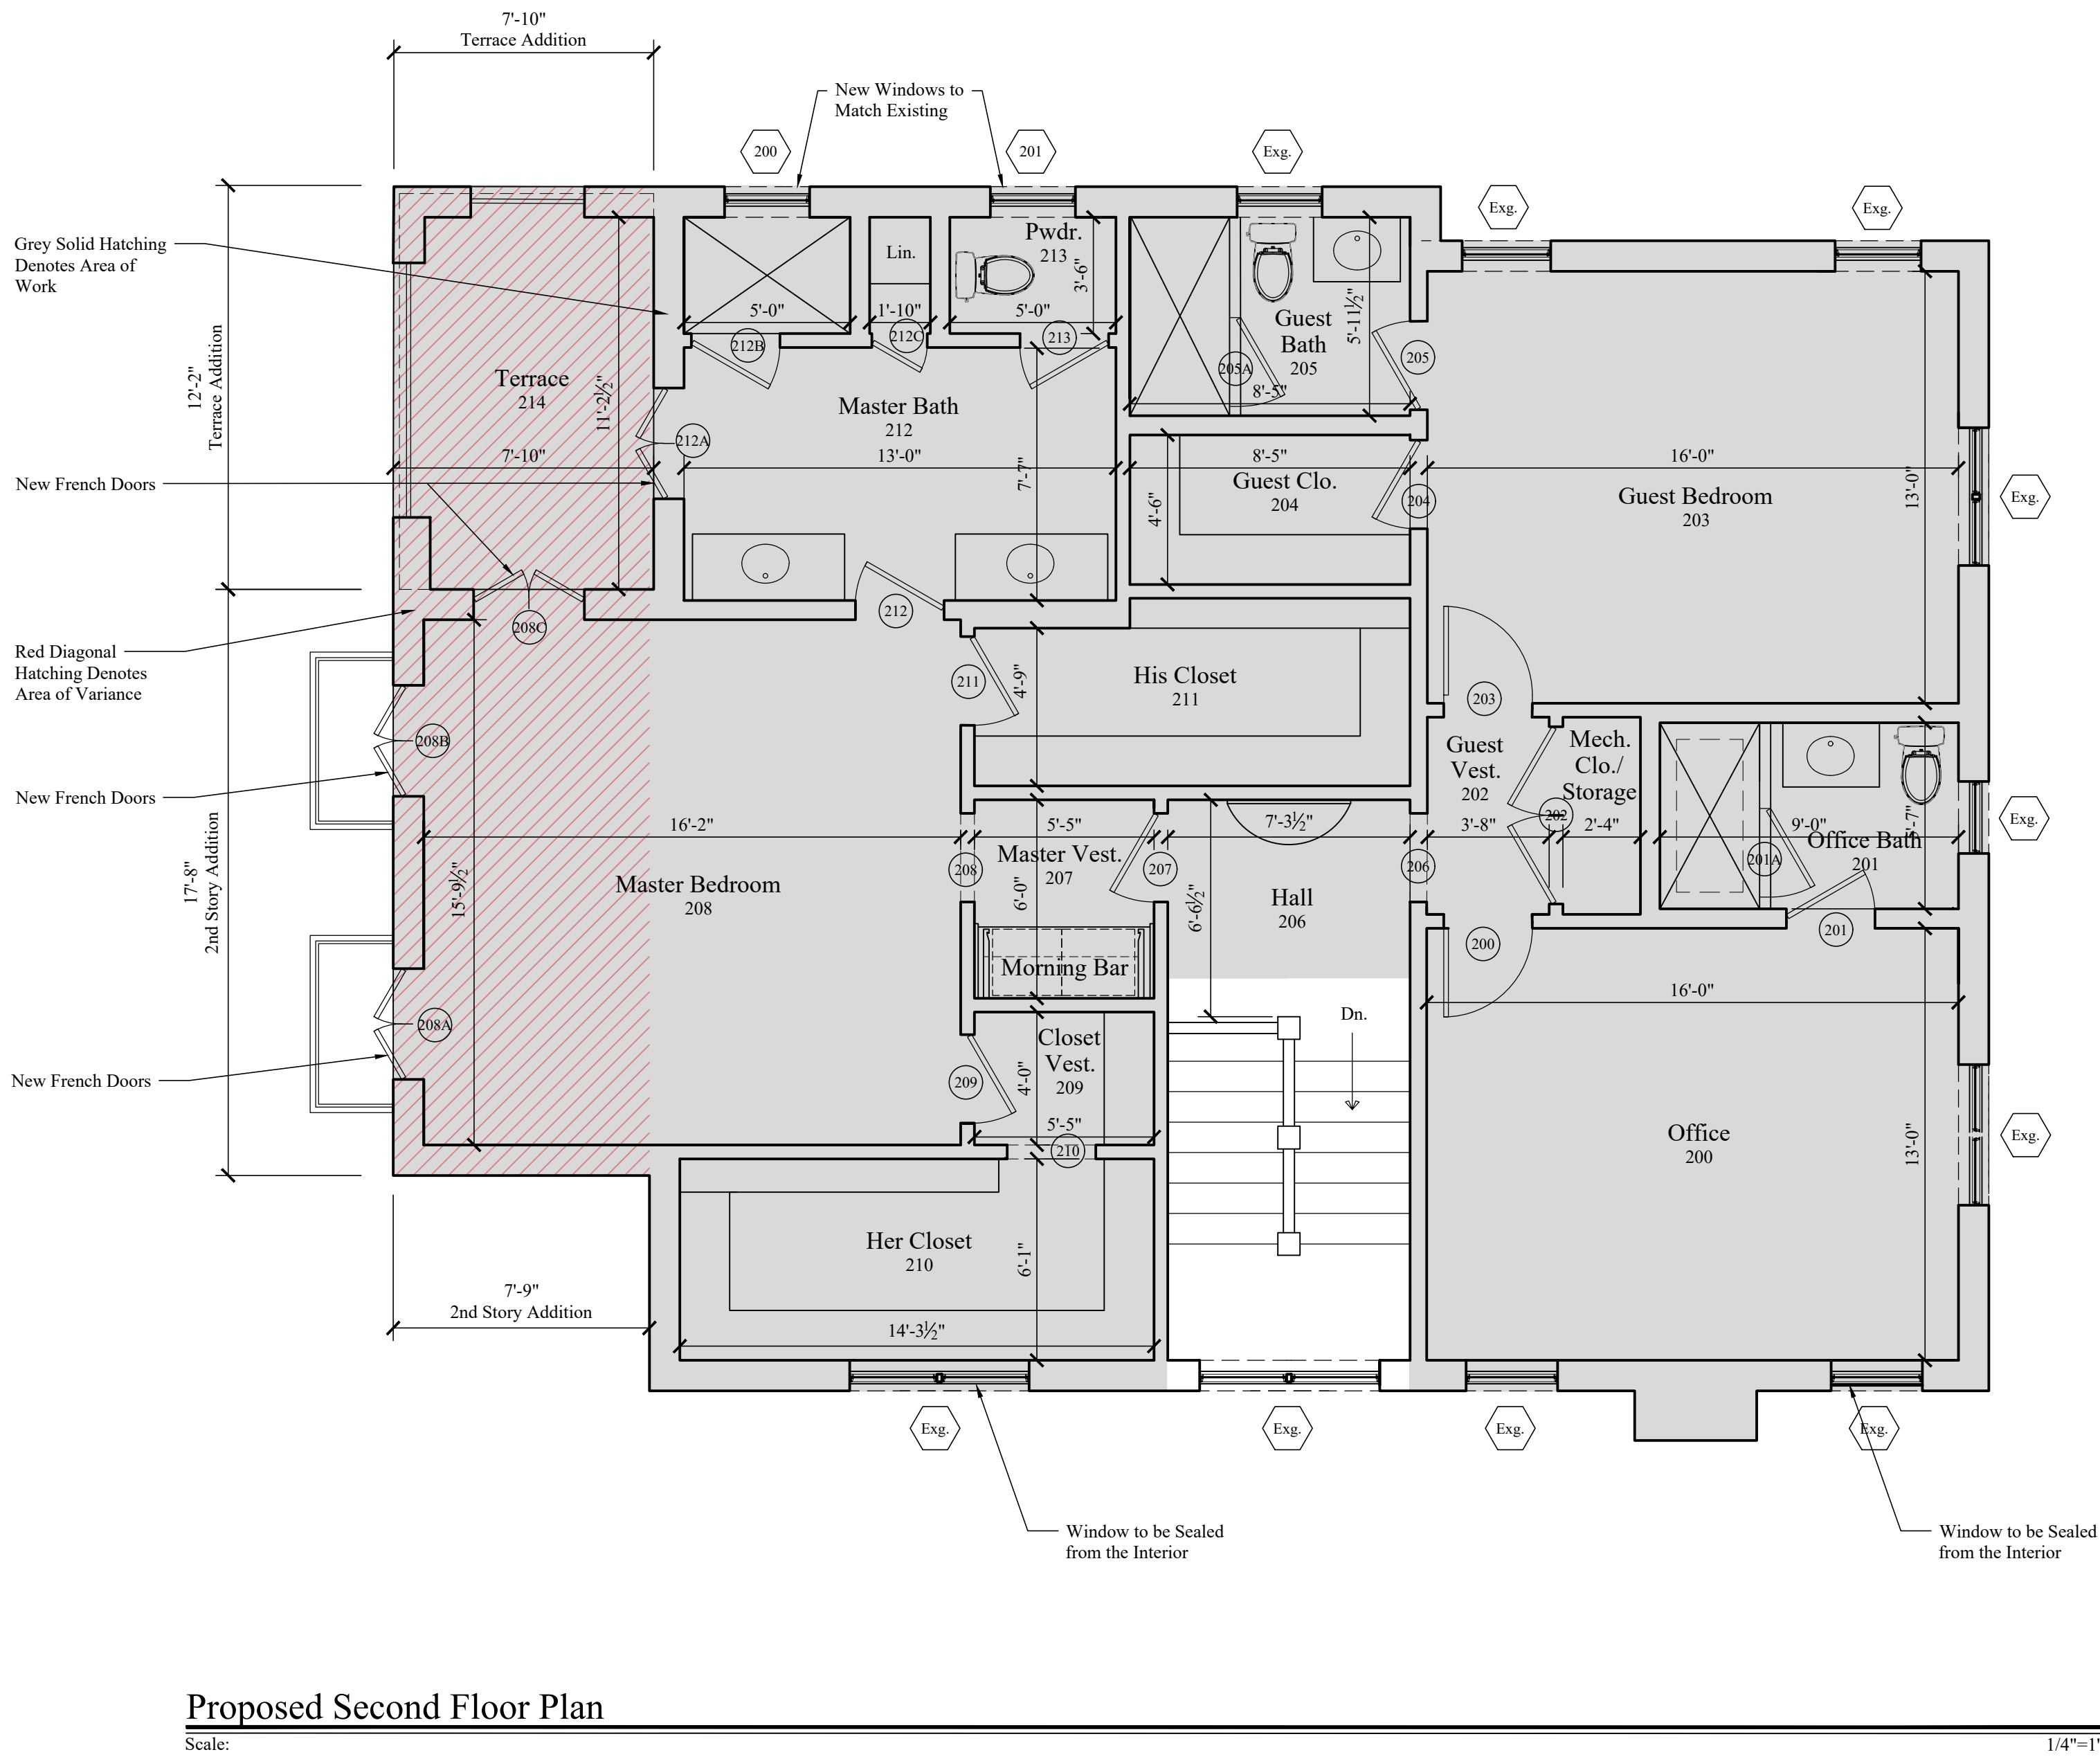 7'-10"
Terrace Addition
New Windows to
Match Existing
200
201
Exg.
Exg.
Exg.
Grey Solid Hatching
Denotes Area of
Work
Lin.
Pwdr.
213
3'-6"
5'-0"
1'-10"
5'-0"
212B
212C
213
Guest
Bath
205
5'-11½"
205A
8'-5"
205
12'-2"
Terrace Addition
Terrace
214
11'-2½"
7'-10"
212A
Master Bath
212
13'-0"
7'-7"
8'-5"
Guest Clo.
204
4'-6"
204
16'-0"
Guest Bedroom
203
13'-0"
Exg.
New French Doors
Red Diagonal
Hatching Denotes
Area of Variance
208C
212
211
4'-9"
His Closet
211
203
208B
New French Doors
Guest
Vest.
202
Mech.
Clo./
Storage
202
16'-2"
5'-5"
7'-3½"
3'-8"
2'-4"
9'-0"
Office Bath
201
201A
Exg.
17'-8"
2nd Story Addition
15'-9½"
Master Bedroom
208
208
Master Vest.
207
6'-0"
207
6'-6½"
Hall
206
206
200
201
Morning Bar
16'-0"
Dn.
208A
New French Doors
209
Closet
Vest.
209
4'-0"
5'-5"
210
Office
200
13'-0"
Exg.
Her Closet
210
6'-1"
14'-3½"
7'-9"
2nd Story Addition
Exg.
Exg.
Exg.
Exg.
Window to be Sealed
from the Interior
Window to be Sealed
from the Interior
Proposed Second Floor Plan
Scale: